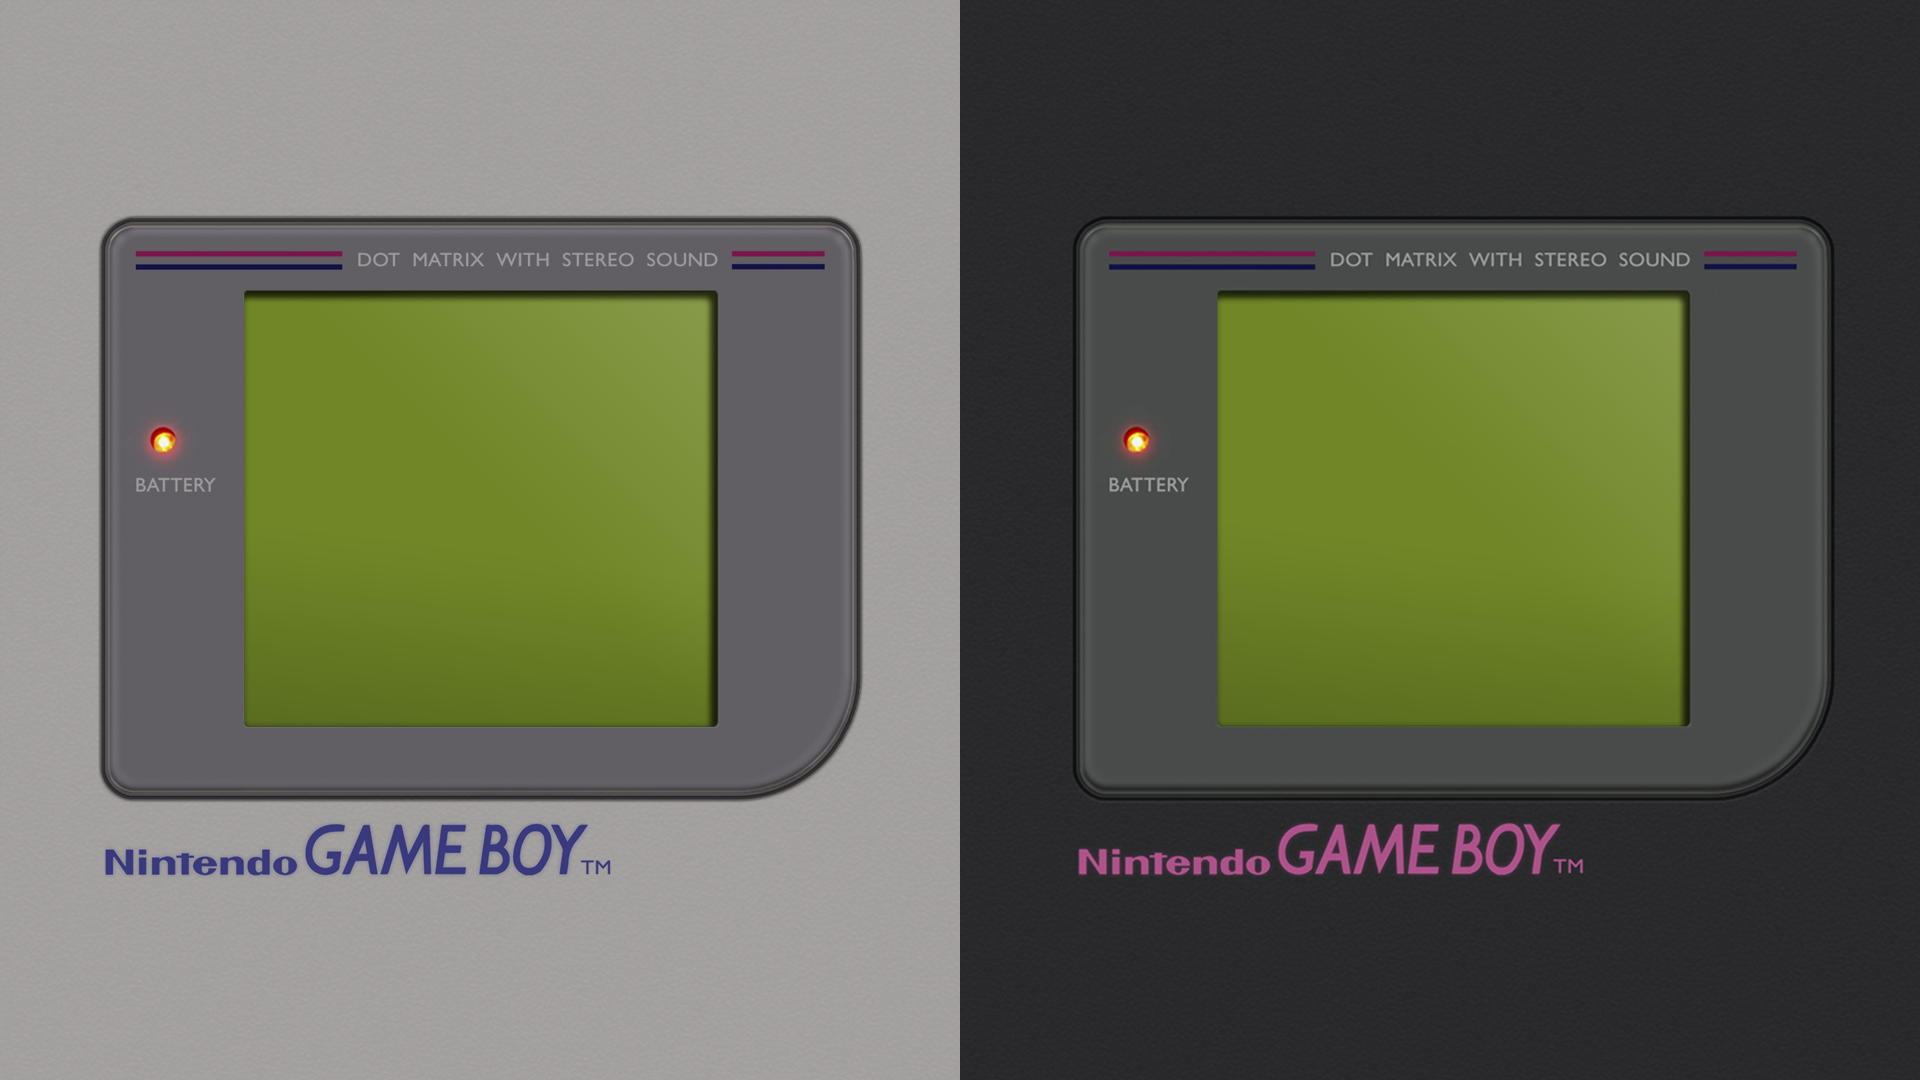 DOT MATRIX WITH STEREO SOUND
BATTERY
Nintendo GAME BOY TM
DOT MATRIX WITH STEREO SOUND
BATTERY
Nintendo GAME BOY TM